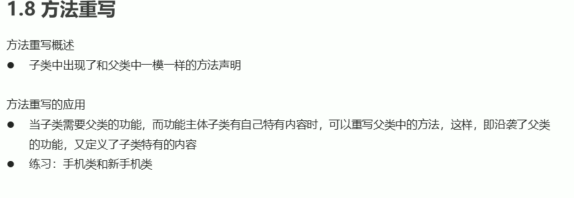 1.8 方法重写
方法重写概述
● 子类中出现了和父类中一模一样的方法声明
方法重写的应用
● 当子类需要父类的功能，而功能主体子类有自己特有内容时，可以重写父类中的方法，这样，即沿袭了父类
的功能，又定义了子类特有的内容
● 练习：手机类和新手机类